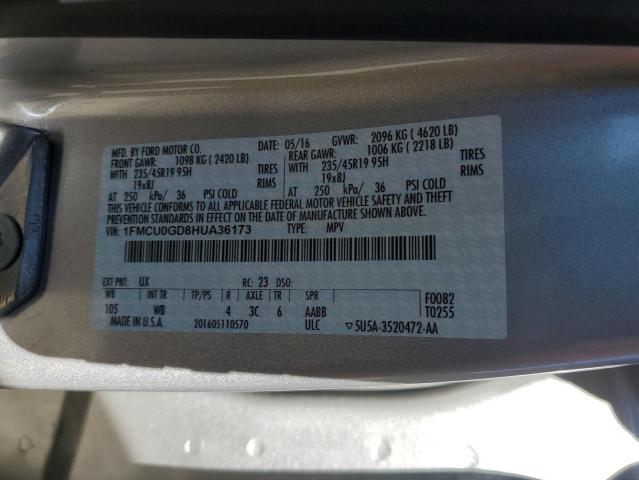 MFD. BY FORD MOTOR CO.
DATE: 05/16 GVWR: 2096 KG ( 4620 LB)
FRONT GAWR: 1098 KG ( 2420 LB)
REAR GAWR: 1006 KG ( 2218 LB)
WITH 235/45R19 95H TIRES
WITH 235/45R19 95H TIRES
19x8J RIMS
19x8J RIMS
AT 250 kPa/ 36 PSI COLD
AT 250 kPa/ 36 PSI COLD
THIS VEHICLE CONFORMS TO ALL APPLICABLE FEDERAL MOTOR VEHICLE SAFETY AND THEFT
PREVENTION STANDARDS IN EFFECT ON THE DATE OF MANUFACTURE SHOWN ABOVE.
VIN: 1FMCU0GD8HUA36173 TYPE: MPV
EXT PNT: UX RC: 23 DSO:
WB INT TR TP/PS R AXLE TR SPR F0082
105 WB 4 3C 6 AABB T0255
MADE IN U.S.A. 201605110570 ULC ▽5U5A-3520472-AA